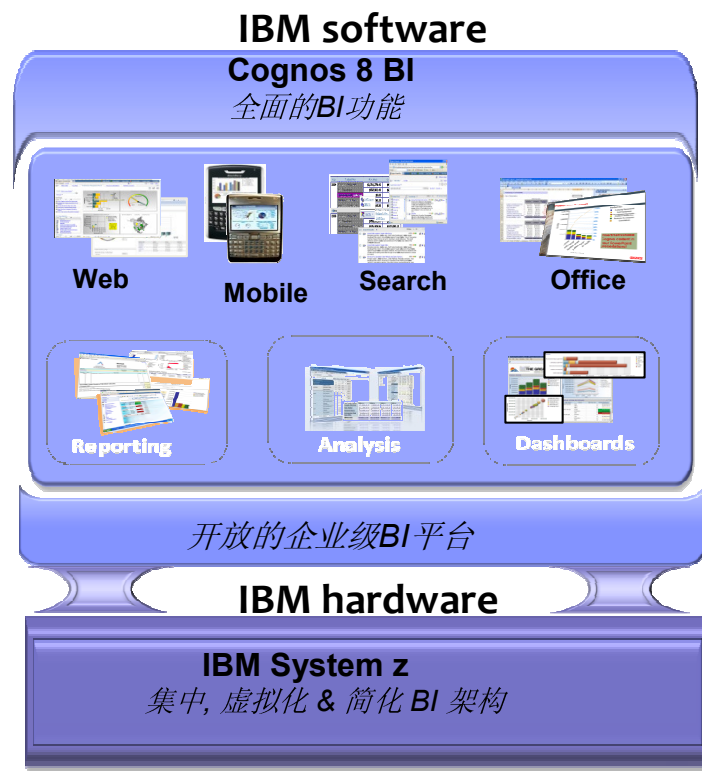 IBM software
Cognos 8 BI
全面的BI功能
Web
Mobile
Search
Office
Reporting
Analysis
Dashboards
开放的企业级BI平台
IBM hardware
IBM System z
集中, 虚拟化 & 简化 BI 架构